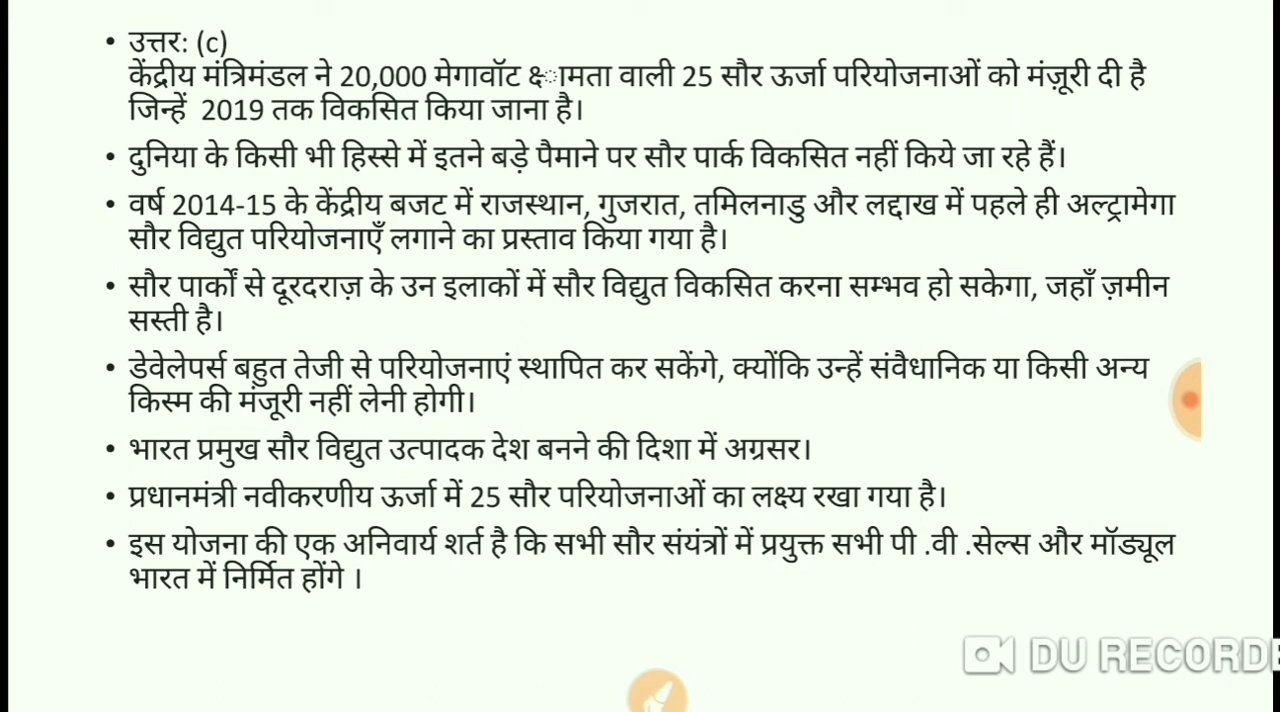 • उत्तर: (c)
केंद्रीय मंत्रिमंडल ने 20,000 मेगावॉट क्ष्ामता वाली 25 सौर ऊर्जा परियोजनाओं को मंज़ूरी दी है
जिन्हें 2019 तक विकसित किया जाना है।
• दुनिया के किसी भी हिस्से में इतने बड़े पैमाने पर सौर पार्क विकसित नहीं किये जा रहे हैं।
• वर्ष 2014-15 के केंद्रीय बजट में राजस्थान, गुजरात, तमिलनाडु और लद्दाख में पहले ही अल्ट्रामेगा
सौर विद्युत परियोजनाएँ लगाने का प्रस्ताव किया गया है।
• सौर पार्कों से दूरदराज़ के उन इलाकों में सौर विद्युत विकसित करना सम्भव हो सकेगा, जहाँ ज़मीन
सस्ती है।
• डेवेलेपर्स बहुत तेजी से परियोजनाएं स्थापित कर सकेंगे, क्योंकि उन्हें संवैधानिक या किसी अन्य
किस्म की मंजूरी नहीं लेनी होगी।
• भारत प्रमुख सौर विद्युत उत्पादक देश बनने की दिशा में अग्रसर।
• प्रधानमंत्री नवीकरणीय ऊर्जा में 25 सौर परियोजनाओं का लक्ष्य रखा गया है।
• इस योजना की एक अनिवार्य शर्त है कि सभी सौर संयंत्रों में प्रयुक्त सभी पी .वी .सेल्स और मॉड्यूल
भारत में निर्मित होंगे ।
DU RECORDE